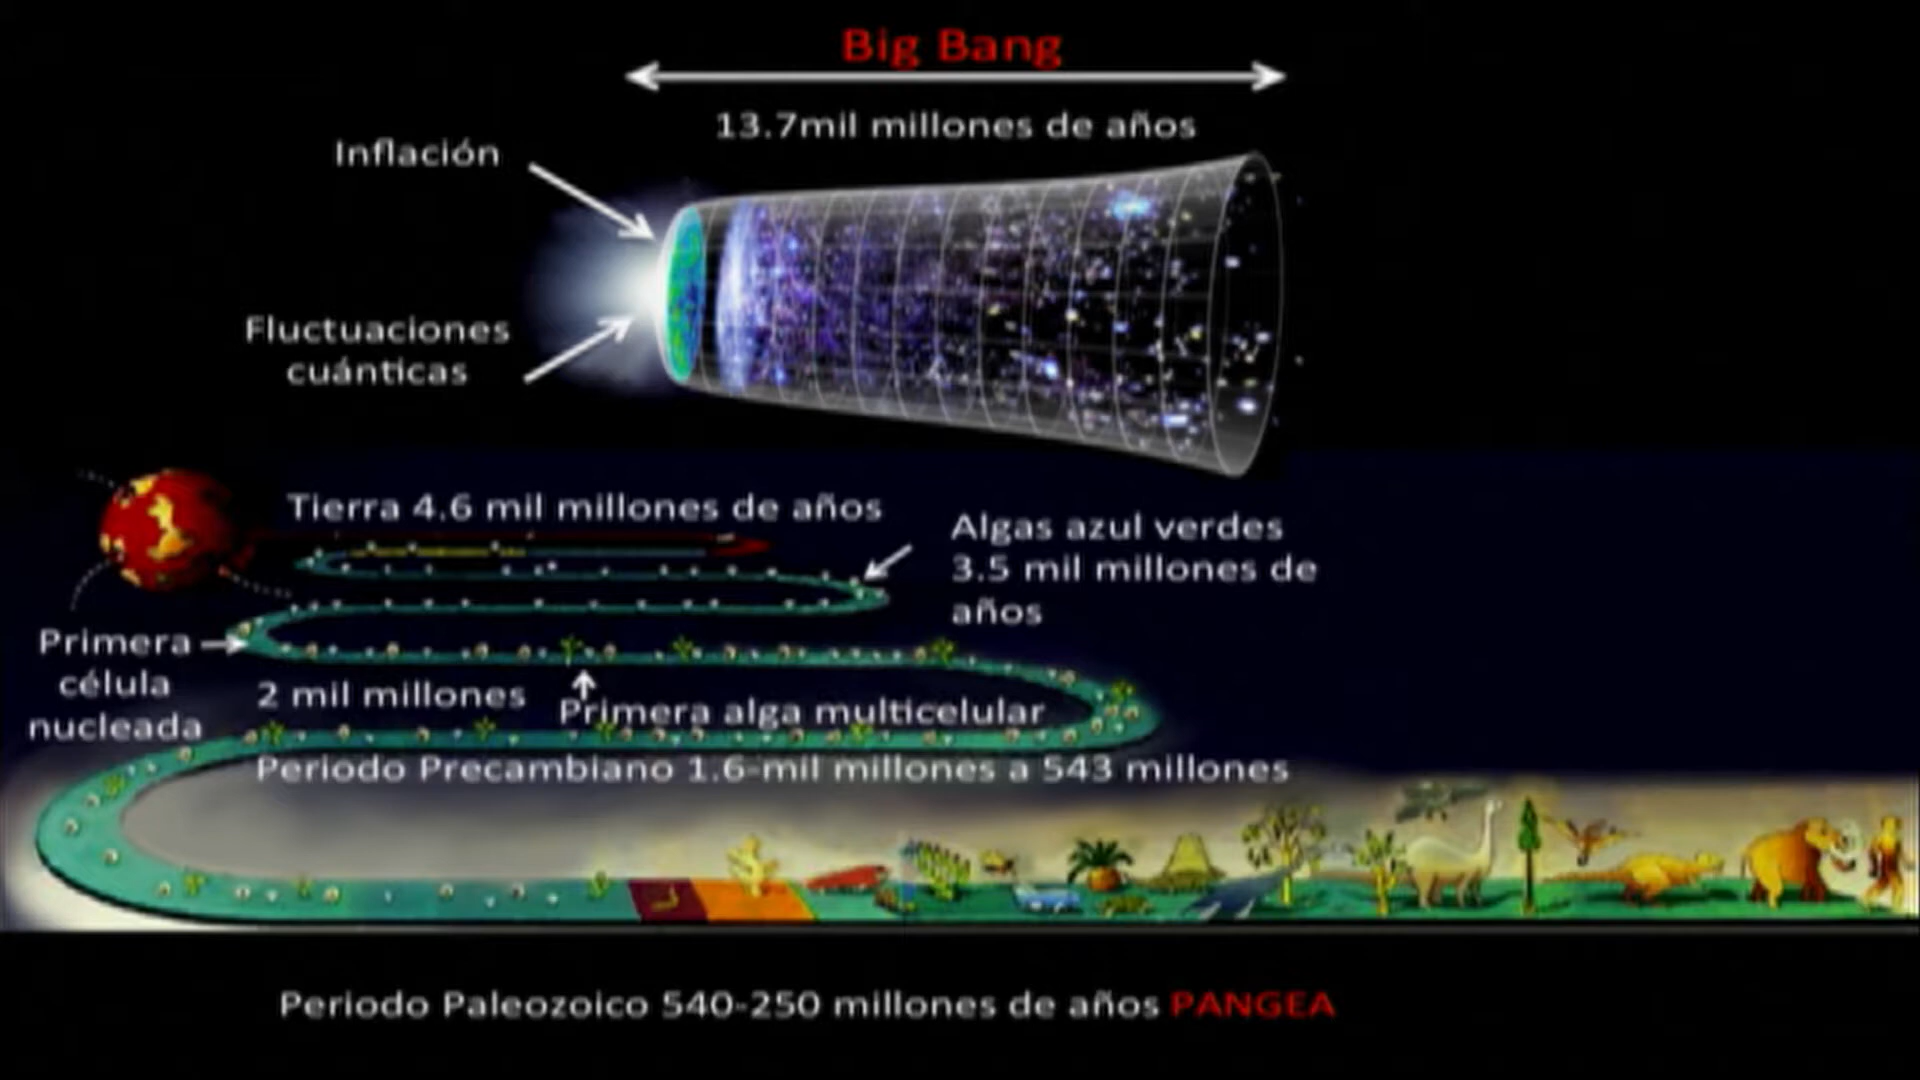 Big Bang
13.7mil millones de años
Inflación
Fluctuaciones
cuánticas
Tierra 4.6 mil millones de años
Algas azul verdes
3.5 mil millones de
años
Primera
célula
nucleada
2 mil millones
Primera alga multicelular
Periodo Precambiano 1.6-mil millones a 543 millones
Periodo Paleozoico 540-250 millones de años PANGEA